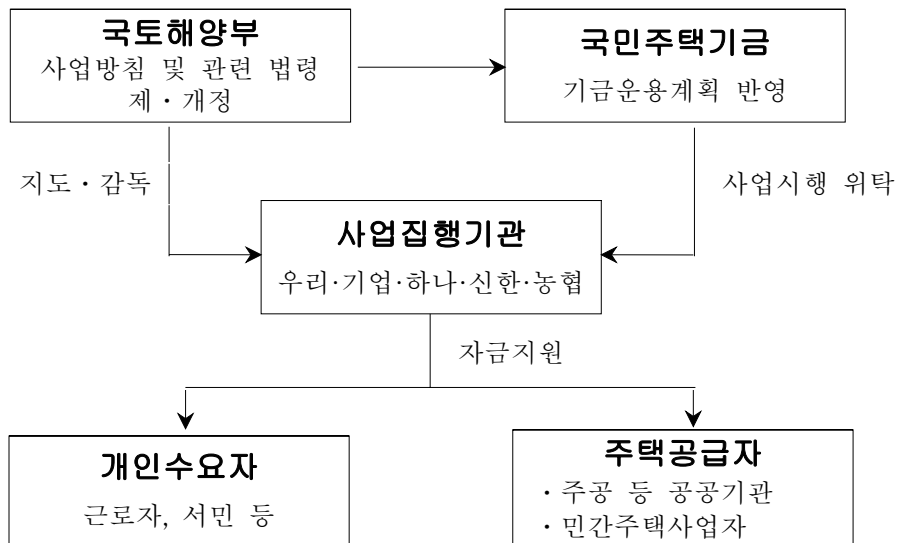 국토해양부
사업방침 및 관련 법령
제·개정
국민주택기금
기금운용계획 반영
지도·감독
사업시행 위탁
사업집행기관
우리·기업·하나·신한·농협
자금지원
개인수요자
근로자, 서민 등
주택공급자
·주공 등 공공기관
·민간주택사업자